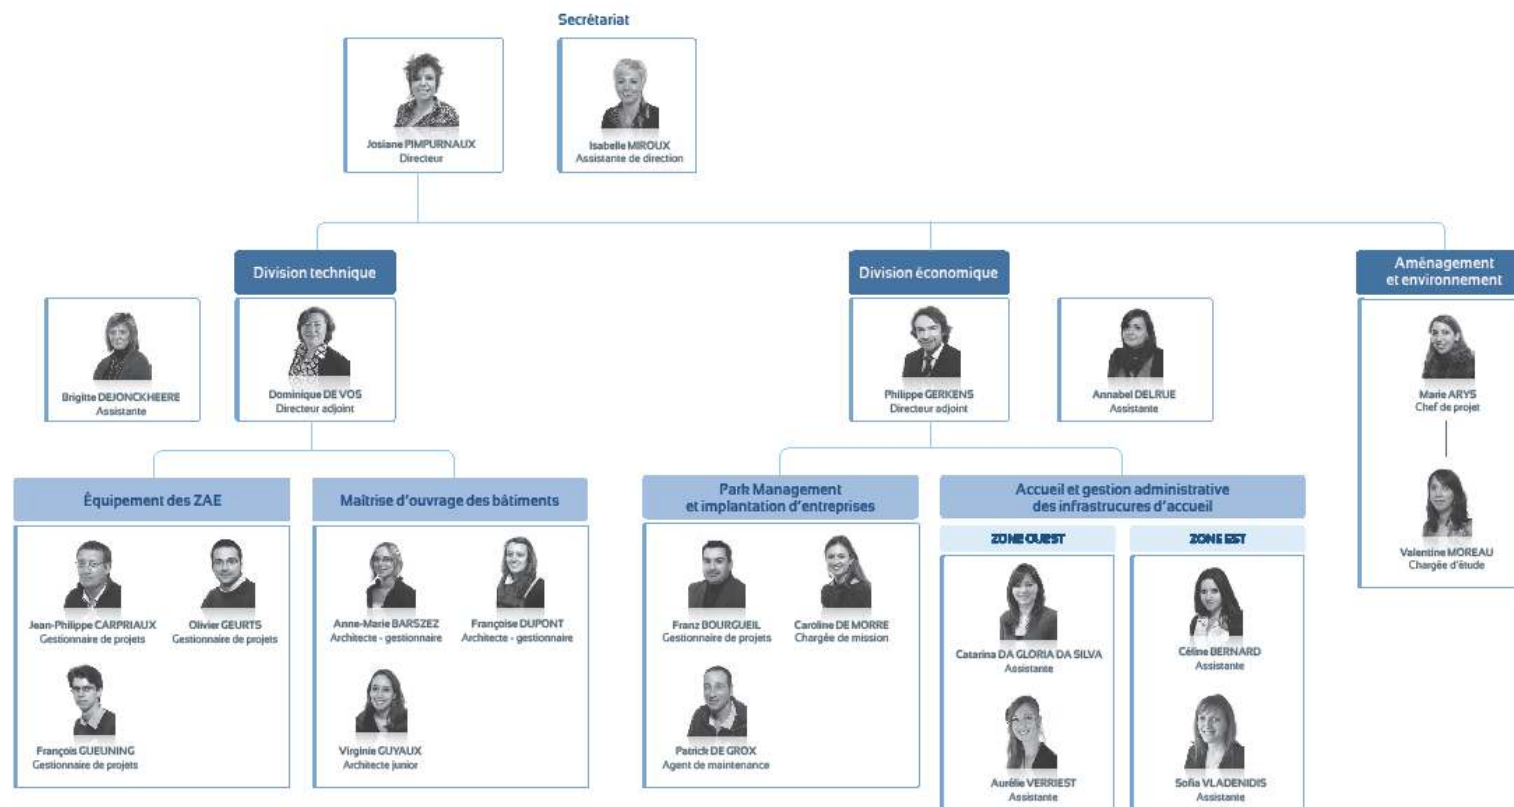 Secrétariat
Josiane PIMPURNAUX
Directeur
Isabelle MIROUX
Assistante de direction
Division technique
Division économique
Aménagement
et environnement
Brigitte DEJONCKHEERE
Assistante
Dominique DE VOS
Directeur adjoint
Philippe GERKENS
Directeur adjoint
Annabel DELRUE
Assistante
Marie ARYS
Chef de projet
Valentine MOREAU
Chargée d'étude
Équipement des ZAE
Jean-Philippe CARPRIAUX
Gestionnaire de projets
Olivier GEURTS
Gestionnaire de projets
François GUEUNING
Gestionnaire de projets
Maîtrise d'ouvrage des bâtiments
Anne-Marie BARSZEZ
Architecte - gestionnaire
Françoise DUPONT
Architecte - gestionnaire
Virginie GUYAUX
Architecte junior
Park Management
et implantation d'entreprises
Franz BOURGUEIL
Gestionnaire de projets
Caroline DE MORRE
Chargée de mission
Patrick DE GROX
Agent de maintenance
Accueil et gestion administrative
des infrastrucures d'accueil
ZONE OUEST
Catarina DA GLORIA DA SILVA
Assistante
Aurélie VERRIEST
Assistante
ZONE EST
Céline BERNARD
Assistante
Sofia VLADENIDIS
Assistante